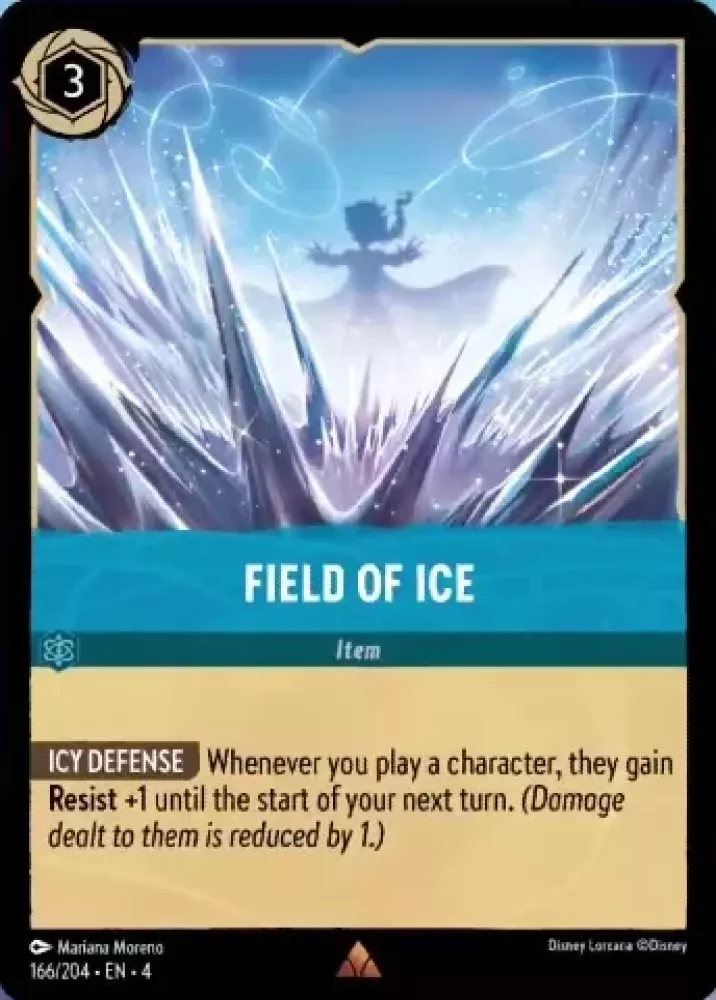 3
FIELD OF ICE
Item
ICY DEFENSE Whenever you play a character, they gain
Resist +1 until the start of your next turn. (Damage
dealt to them is reduced by 1.)
Mariana Moreno
Disney Lorcana ©Disney
166/204 • EN • 4